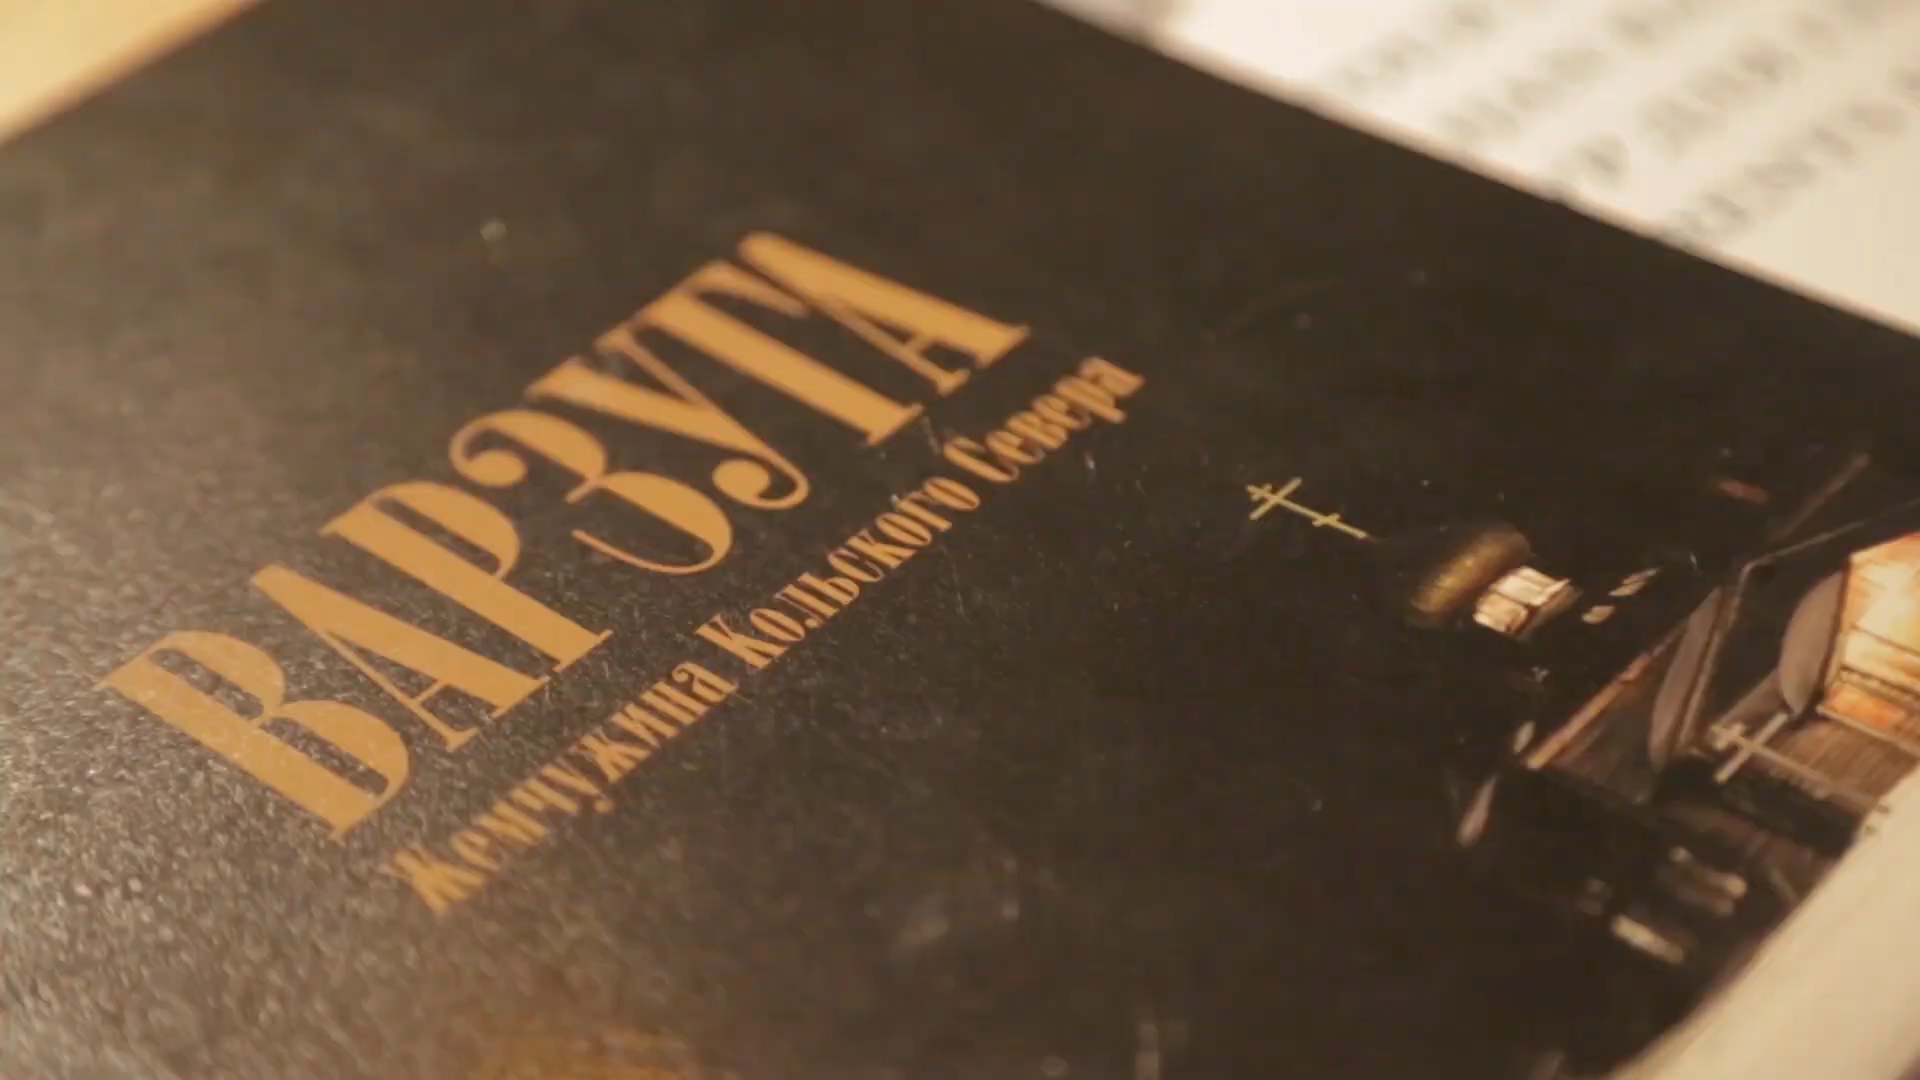 ВАРЗУГА
Жемчужина Кольского Севера